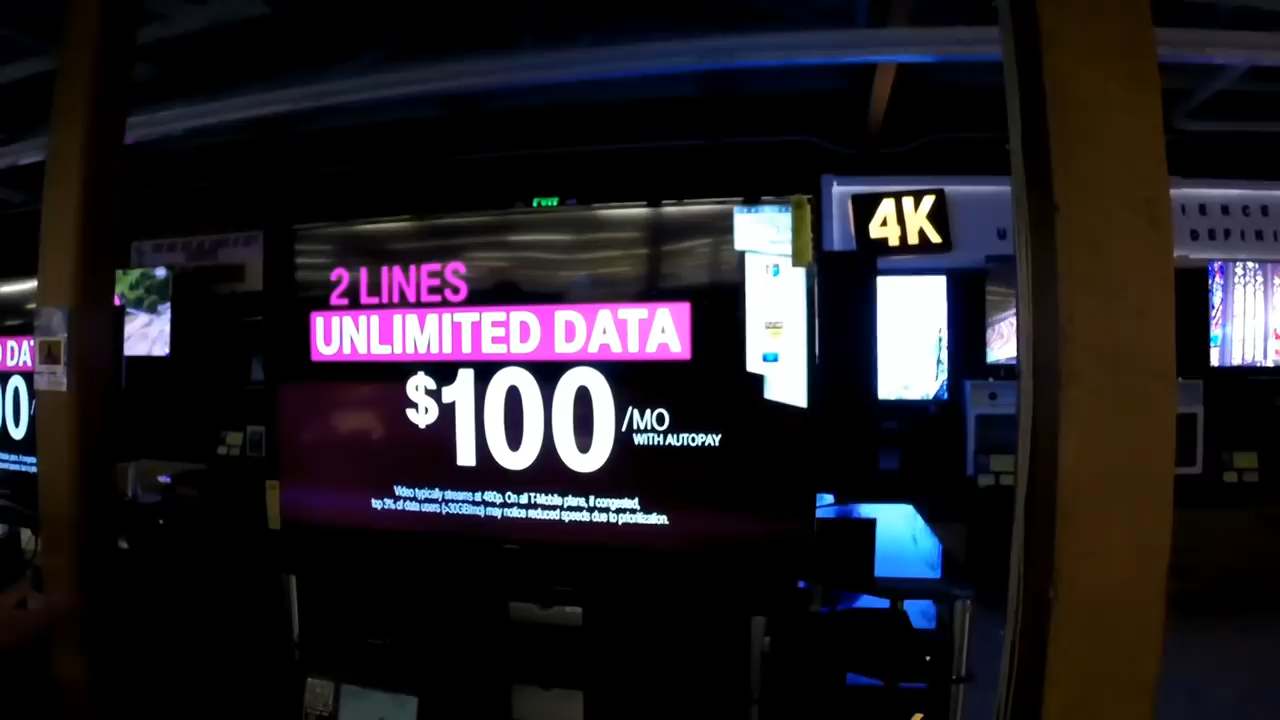 2 LINES
UNLIMITED DATA
$100
/MO
WITH AUTOPAY
Video typically streams at 480p. On all T-Mobile plans, if congested,
top 3% of data users (>30GB/mo) may notice reduced speeds due to prioritization.
4K